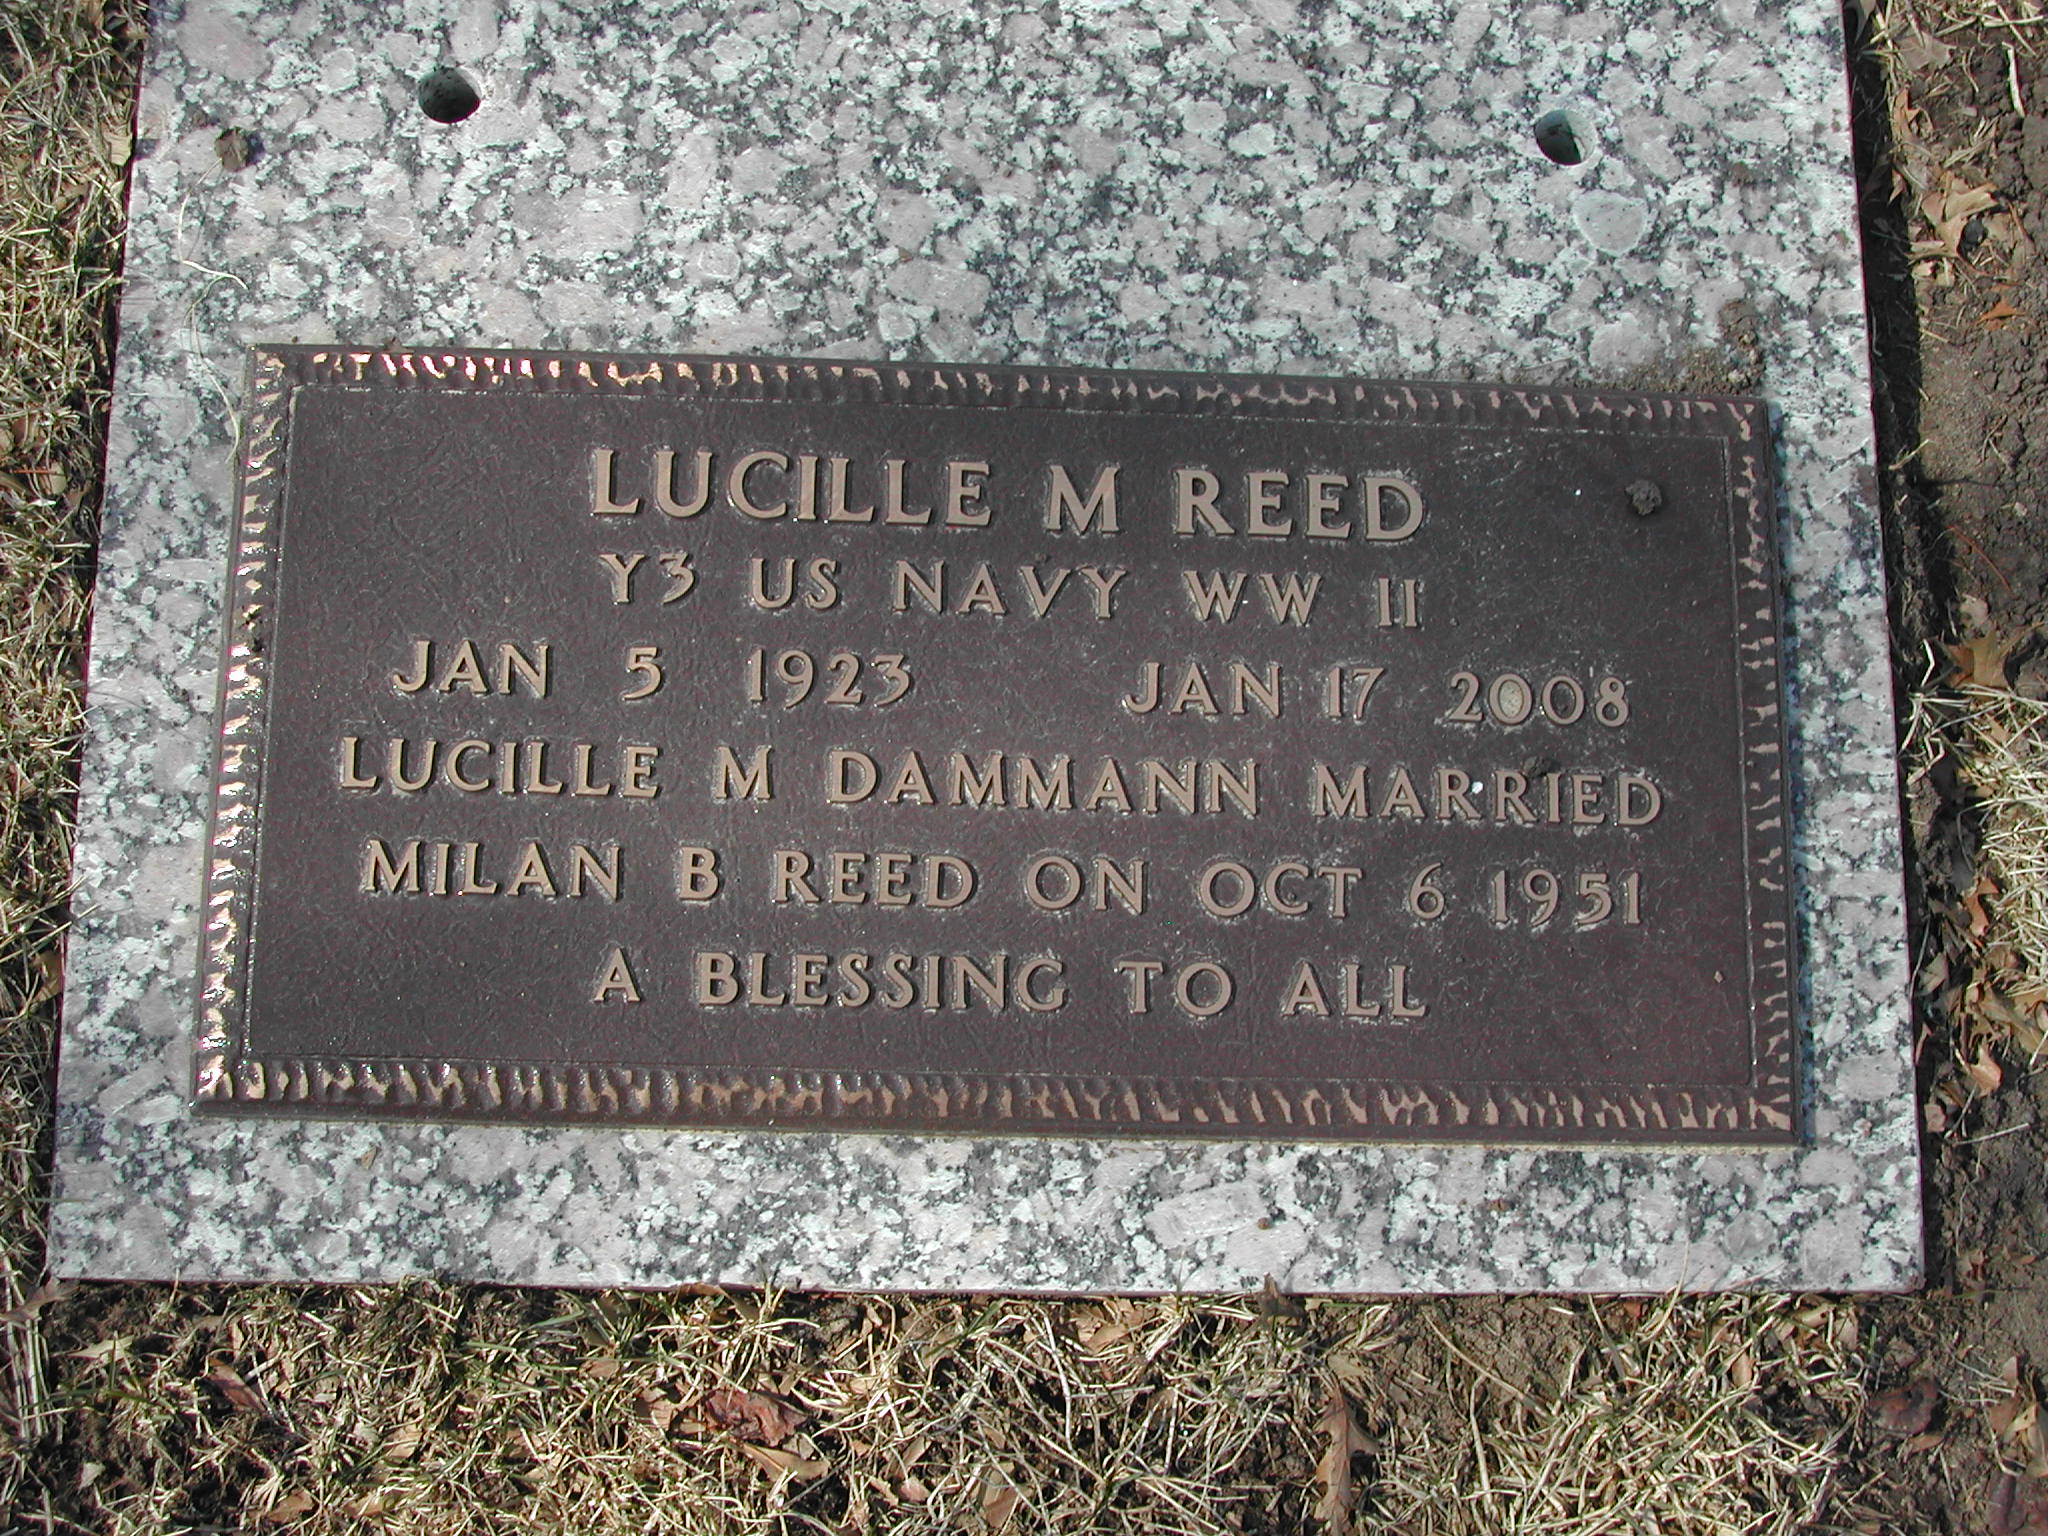 LUCILLE M REED
Y3 US NAVY WW II
JAN 5 1923 JAN 17 2008
LUCILLE M DAMMANN MARRIED
MILAN B REED ON OCT 6 1951
A BLESSING TO ALL